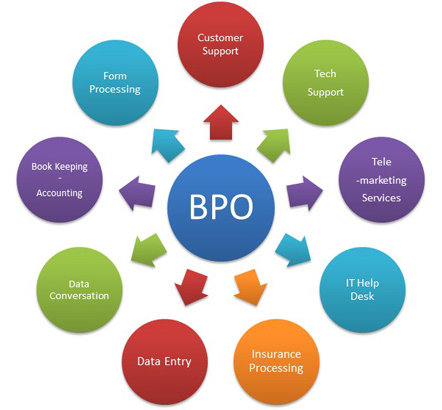 Customer
Support
Tech
Support
Tele
-marketing
Services
IT Help
Desk
Insurance
Processing
Data Entry
Data
Conversation
Book Keeping
-
Accounting
Form
Processing
BPO